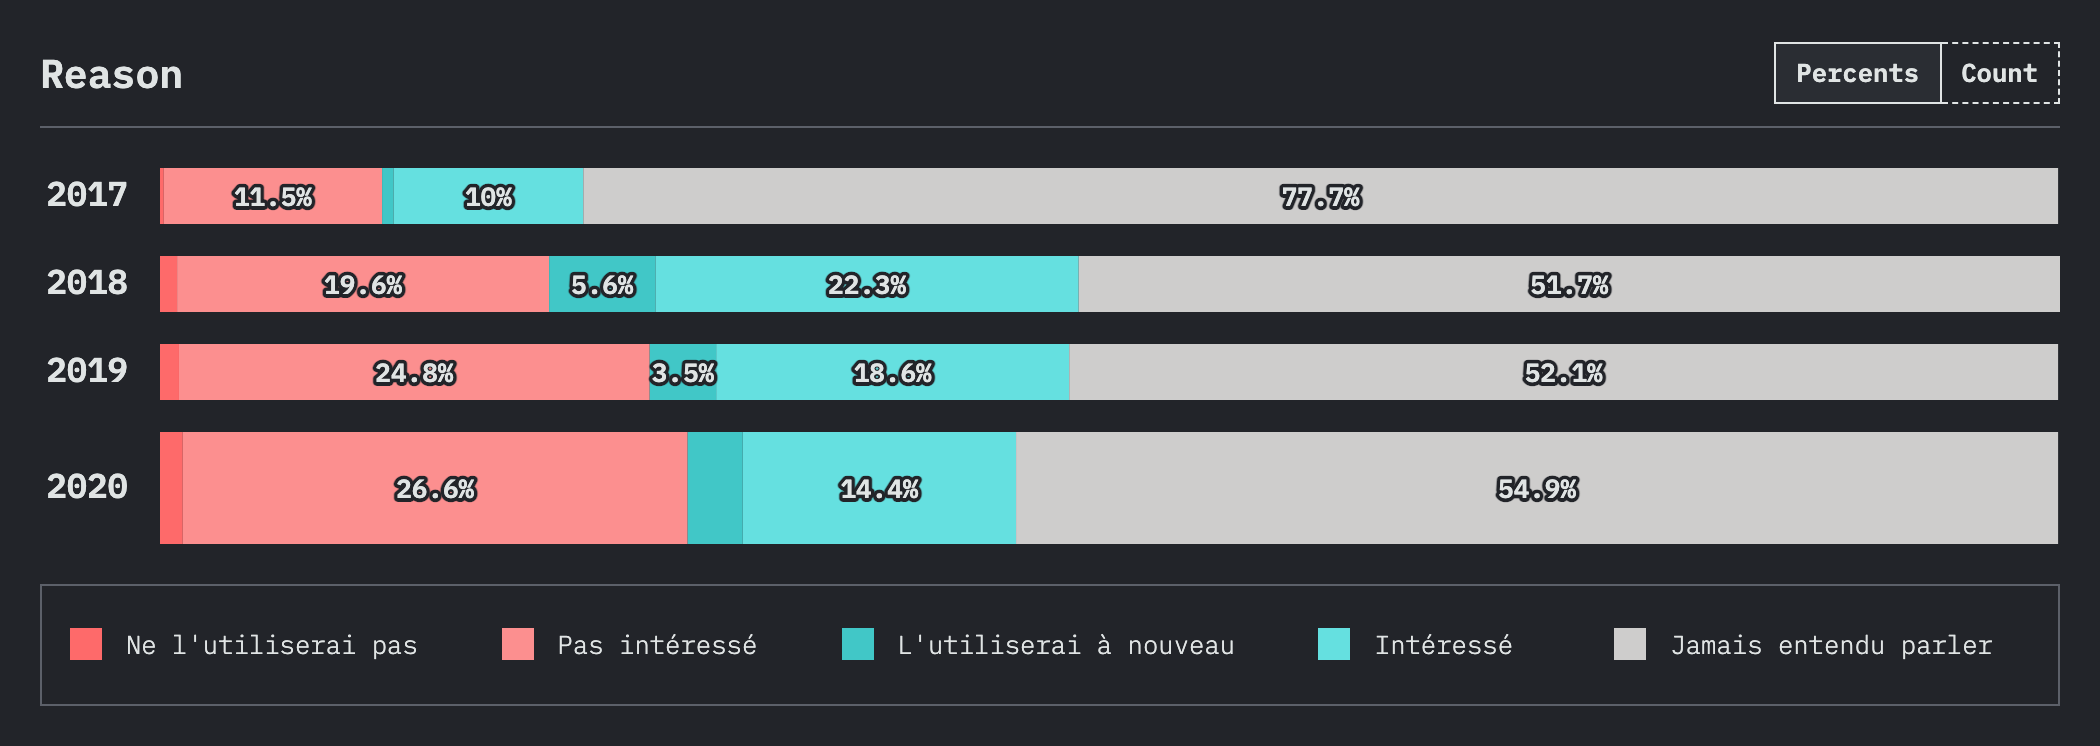 Reason
Percents Count
2017 11.5% 10% 77.7%
2018 19.6% 5.6% 22.3% 51.7%
2019 24.8% 3.5% 18.6% 52.1%
2020 26.6% 14.4% 54.9%
Ne l'utiliserai pas Pas intéressé L'utiliserai à nouveau Intéressé Jamais entendu parler